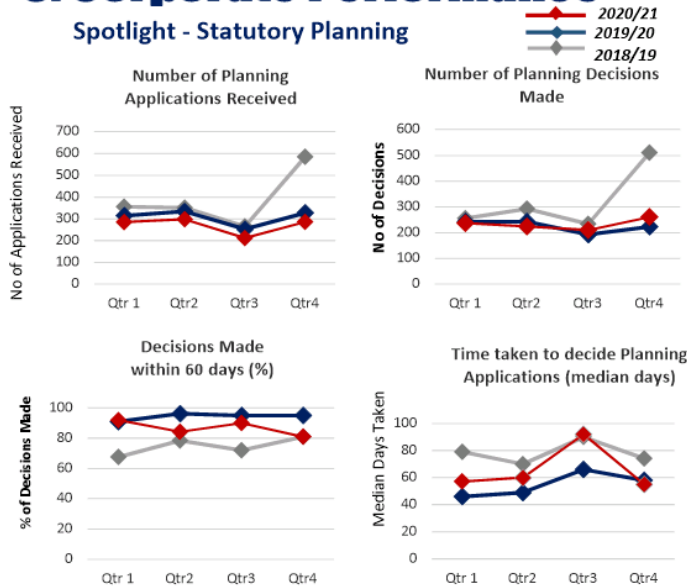 Spotlight - Statutory Planning
2020/21
2019/20
2018/19
Number of Planning
Applications Received
No of Applications Received
700
600
500
400
300
200
100
0
Qtr 1 Qtr2 Qtr3 Qtr4
Number of Planning Decisions
Made
No of Decisions
600
500
400
300
200
100
0
Qtr 1 Qtr2 Qtr3 Qtr4
Decisions Made
within 60 days (%)
% of Decisions Made
100
80
60
40
20
0
Qtr 1 Qtr2 Qtr3 Qtr4
Time taken to decide Planning
Applications (median days)
Median Days Taken
100
80
60
40
20
0
Qtr 1 Qtr2 Qtr3 Qtr4